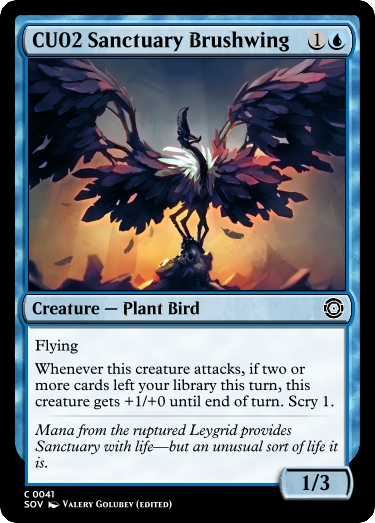 CU02 Sanctuary Brushwing 1
Creature — Plant Bird
Flying
Whenever this creature attacks, if two or
more cards left your library this turn, this
creature gets +1/+0 until end of turn. Scry 1.
Mana from the ruptured Leygrid provides
Sanctuary with life—but an unusual sort of life it
is.
1/3
C 0041
SOV Valery Golubev (edited)